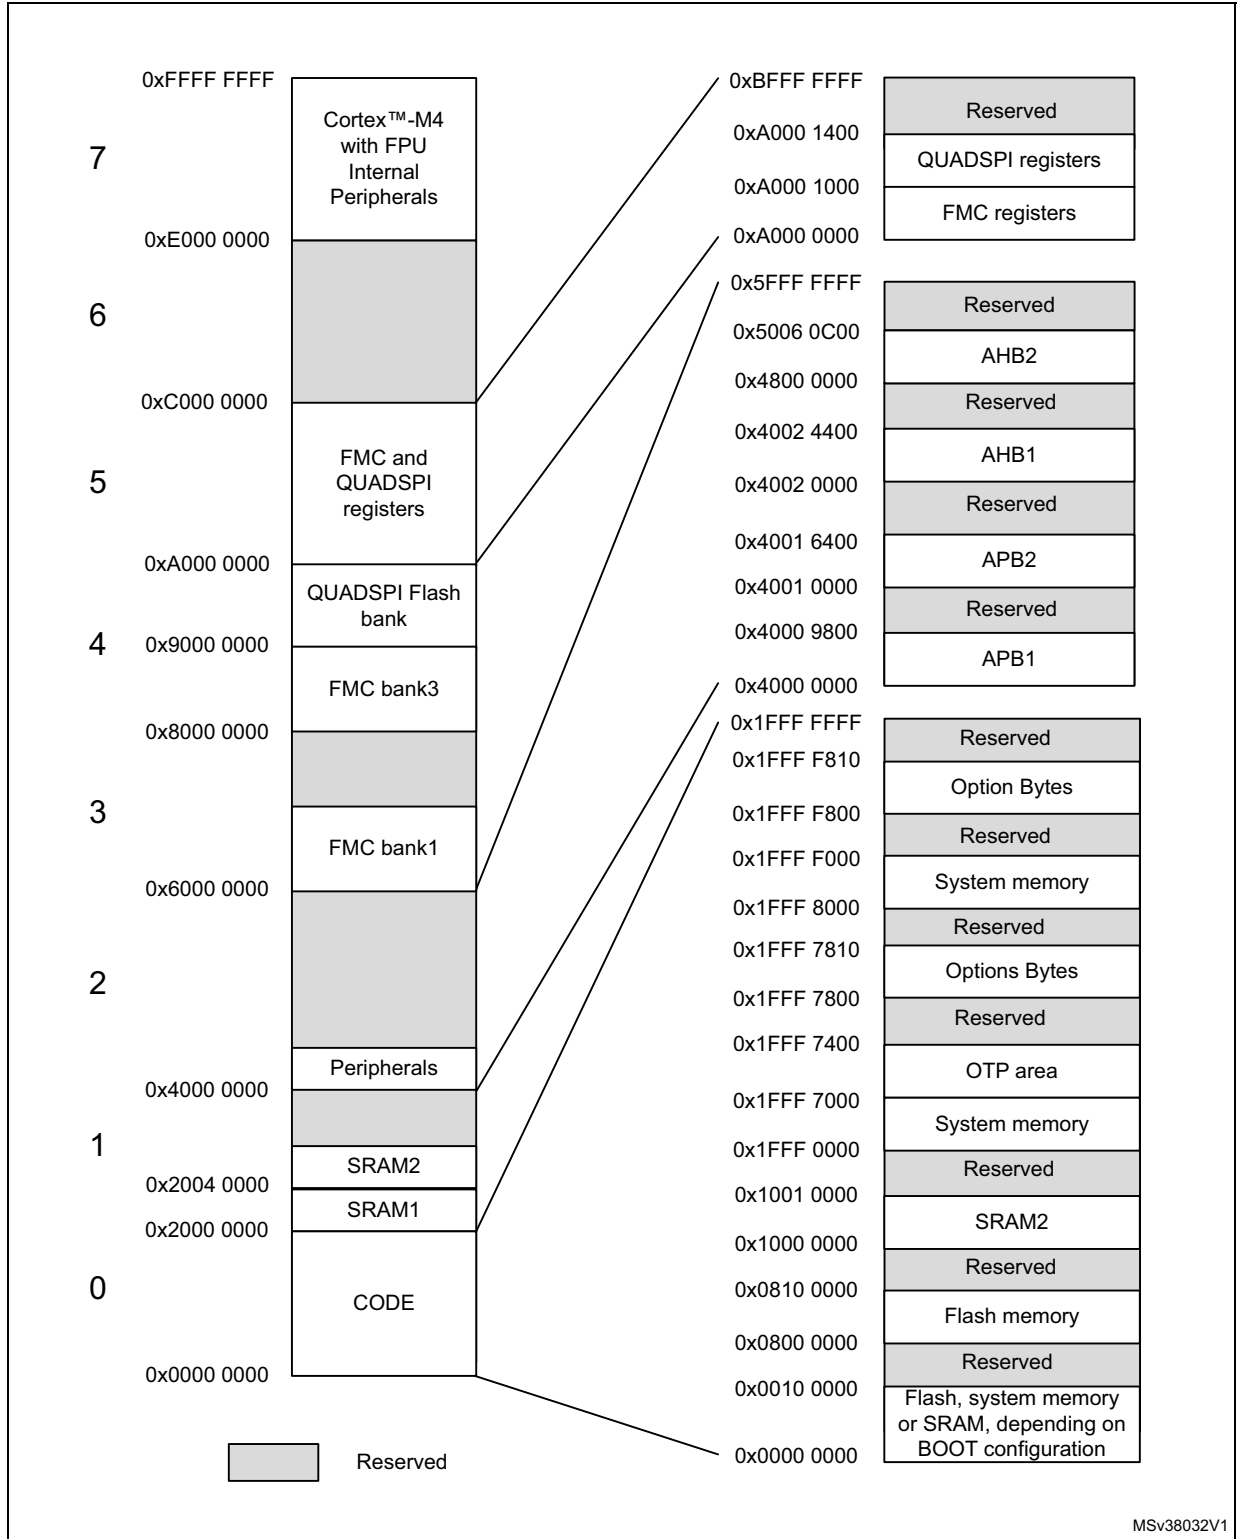 0xFFFF FFFF
Cortex™-M4
with FPU
Internal
Peripherals
7
0xE000 0000
6
0xC000 0000
FMC and
QUADSPI
registers
5
0xA000 0000
QUADSPI Flash
bank
4
0x9000 0000
FMC bank3
0x8000 0000
3
FMC bank1
0x6000 0000
2
Peripherals
0x4000 0000
1
SRAM2
0x2004 0000
SRAM1
0x2000 0000
0
CODE
0x0000 0000
Reserved
0xBFFF FFFF
Reserved
0xA000 1400
QUADSPI registers
0xA000 1000
FMC registers
0xA000 0000
0x5FFF FFFF
Reserved
0x5006 0C00
AHB2
0x4800 0000
Reserved
0x4002 4400
AHB1
0x4002 0000
Reserved
0x4001 6400
APB2
0x4001 0000
Reserved
0x4000 9800
APB1
0x4000 0000
0x1FFF FFFF
Reserved
0x1FFF F810
Option Bytes
0x1FFF F800
Reserved
0x1FFF F000
System memory
0x1FFF 8000
Reserved
0x1FFF 7810
Options Bytes
0x1FFF 7800
Reserved
0x1FFF 7400
OTP area
0x1FFF 7000
System memory
0x1FFF 0000
Reserved
0x1001 0000
SRAM2
0x1000 0000
Reserved
0x0810 0000
Flash memory
0x0800 0000
Reserved
0x0010 0000
Flash, system memory
or SRAM, depending on
BOOT configuration
0x0000 0000
MSv38032V1